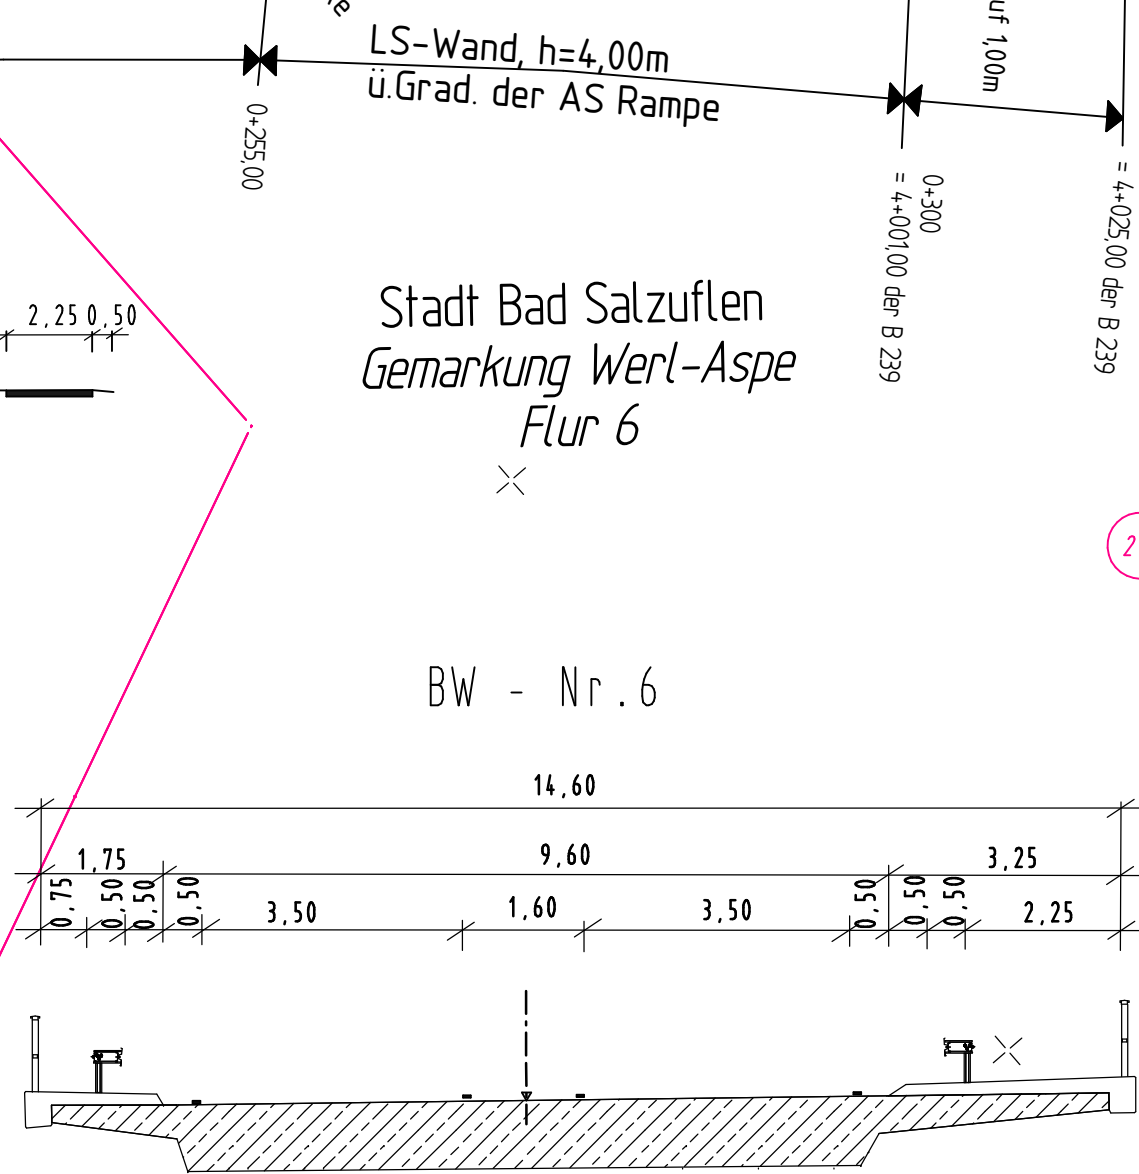 LS-Wand, h=4,00m
ü.Grad. der AS Rampe
uf 1,00m
0+255,00
0+300
= 4+001,00 der B 239
= 4+025,00 der B 239
2,25 0,50
Stadt Bad Salzuflen
Gemarkung Werl-Aspe
Flur 6
2
BW - Nr.6
14,60
1,75 9,60 3,25
0,75 0,50 0,50 0,50 3,50 1,60 3,50 0,50 0,50 0,50 2,25